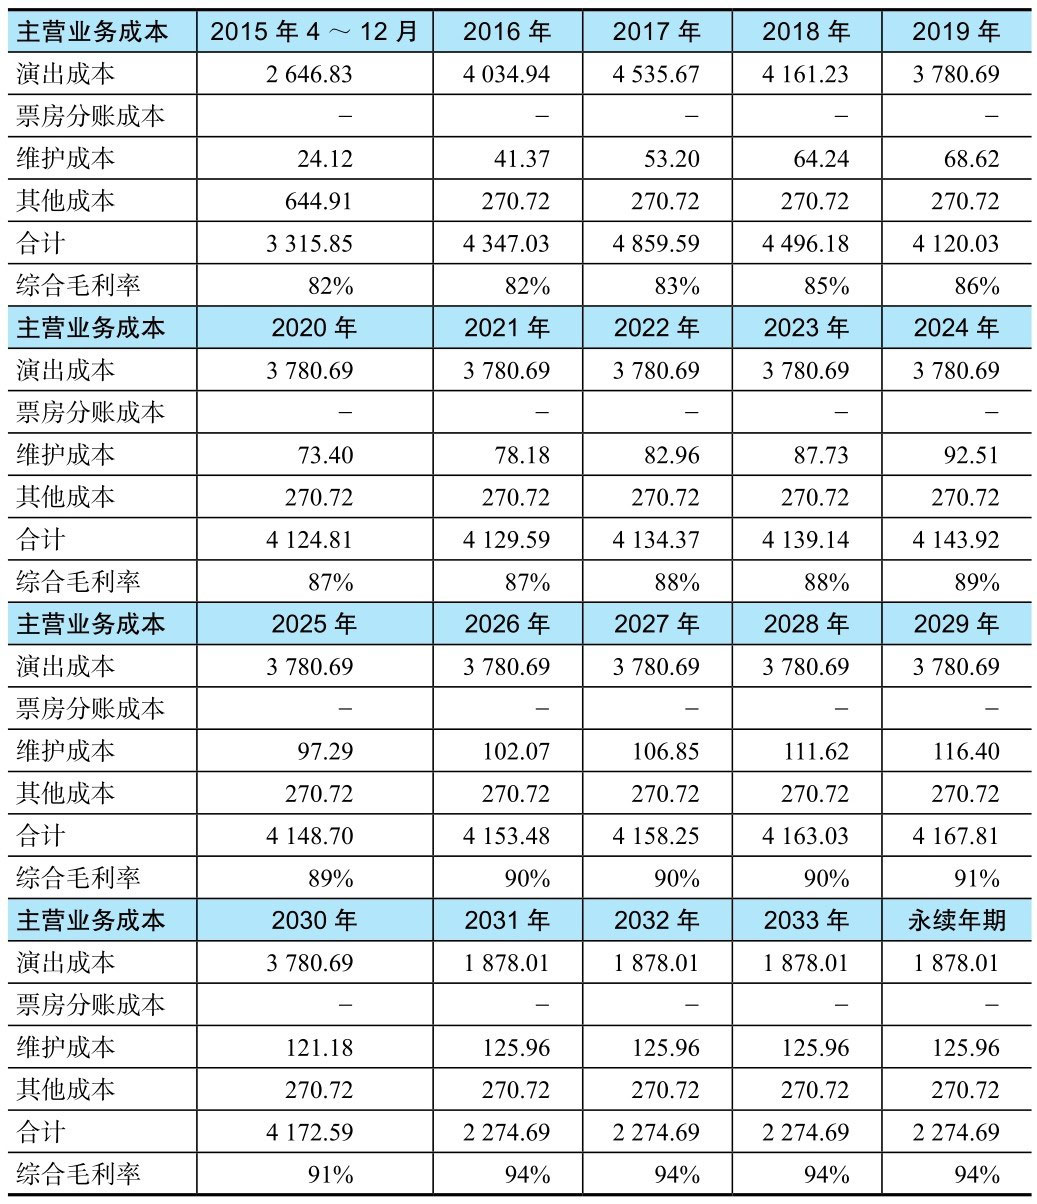 主营业务成本 2015 年 4 ～ 12 月 2016 年 2017 年 2018 年 2019 年
演出成本 2 646.83 4 034.94 4 535.67 4 161.23 3 780.69
票房分账成本 – – – – –
维护成本 24.12 41.37 53.20 64.24 68.62
其他成本 644.91 270.72 270.72 270.72 270.72
合计 3 315.85 4 347.03 4 859.59 4 496.18 4 120.03
综合毛利率 82% 82% 83% 85% 86%
主营业务成本 2020 年 2021 年 2022 年 2023 年 2024 年
演出成本 3 780.69 3 780.69 3 780.69 3 780.69 3 780.69
票房分账成本 – – – – –
维护成本 73.40 78.18 82.96 87.73 92.51
其他成本 270.72 270.72 270.72 270.72 270.72
合计 4 124.81 4 129.59 4 134.37 4 139.14 4 143.92
综合毛利率 87% 87% 88% 88% 89%
主营业务成本 2025 年 2026 年 2027 年 2028 年 2029 年
演出成本 3 780.69 3 780.69 3 780.69 3 780.69 3 780.69
票房分账成本 – – – – –
维护成本 97.29 102.07 106.85 111.62 116.40
其他成本 270.72 270.72 270.72 270.72 270.72
合计 4 148.70 4 153.48 4 158.25 4 163.03 4 167.81
综合毛利率 89% 90% 90% 90% 91%
主营业务成本 2030 年 2031 年 2032 年 2033 年 永续年期
演出成本 3 780.69 1 878.01 1 878.01 1 878.01 1 878.01
票房分账成本 – – – – –
维护成本 121.18 125.96 125.96 125.96 125.96
其他成本 270.72 270.72 270.72 270.72 270.72
合计 4 172.59 2 274.69 2 274.69 2 274.69 2 274.69
综合毛利率 91% 94% 94% 94% 94%